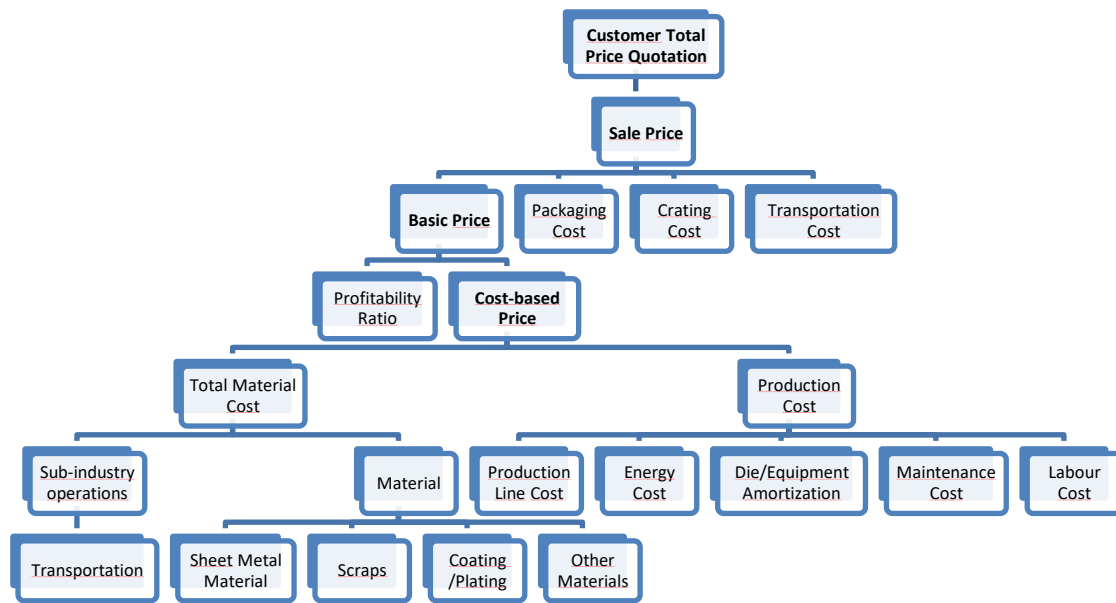 Customer Total
Price Quotation
Sale Price
Basic Price
Packaging
Cost
Crating
Cost
Transportation
Cost
Profitability
Ratio
Cost-based
Price
Total Material
Cost
Production
Cost
Sub-industry
operations
Material
Production
Line Cost
Energy
Cost
Die/Equipment
Amortization
Maintenance
Cost
Labour
Cost
Transportation
Sheet Metal
Material
Scraps
Coating
/Plating
Other
Materials